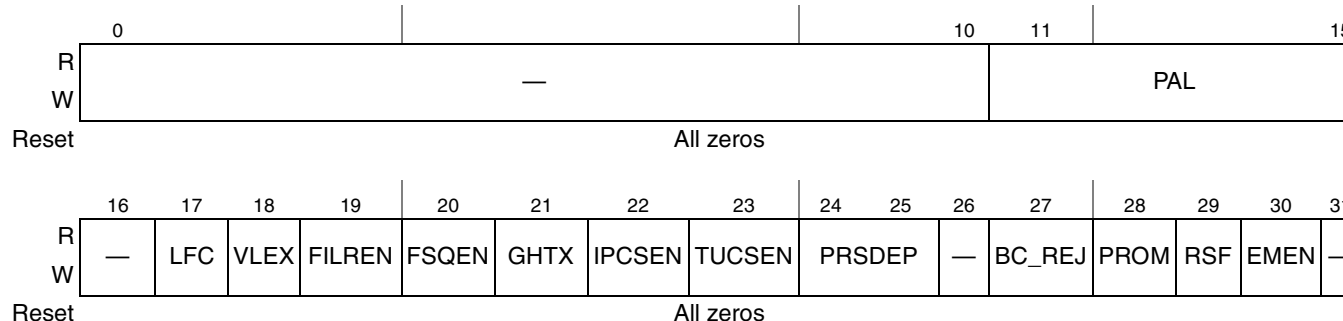 0 10 11 15
R
W
— PAL
Reset All zeros
16 17 18 19 20 21 22 23 24 25 26 27 28 29 30 31
R
W
— LFC VLEX FILREN FSQEN GHTX IPCSEN TUCSEN PRSDEP — BC_REJ PROM RSF EMEN —
Reset All zeros